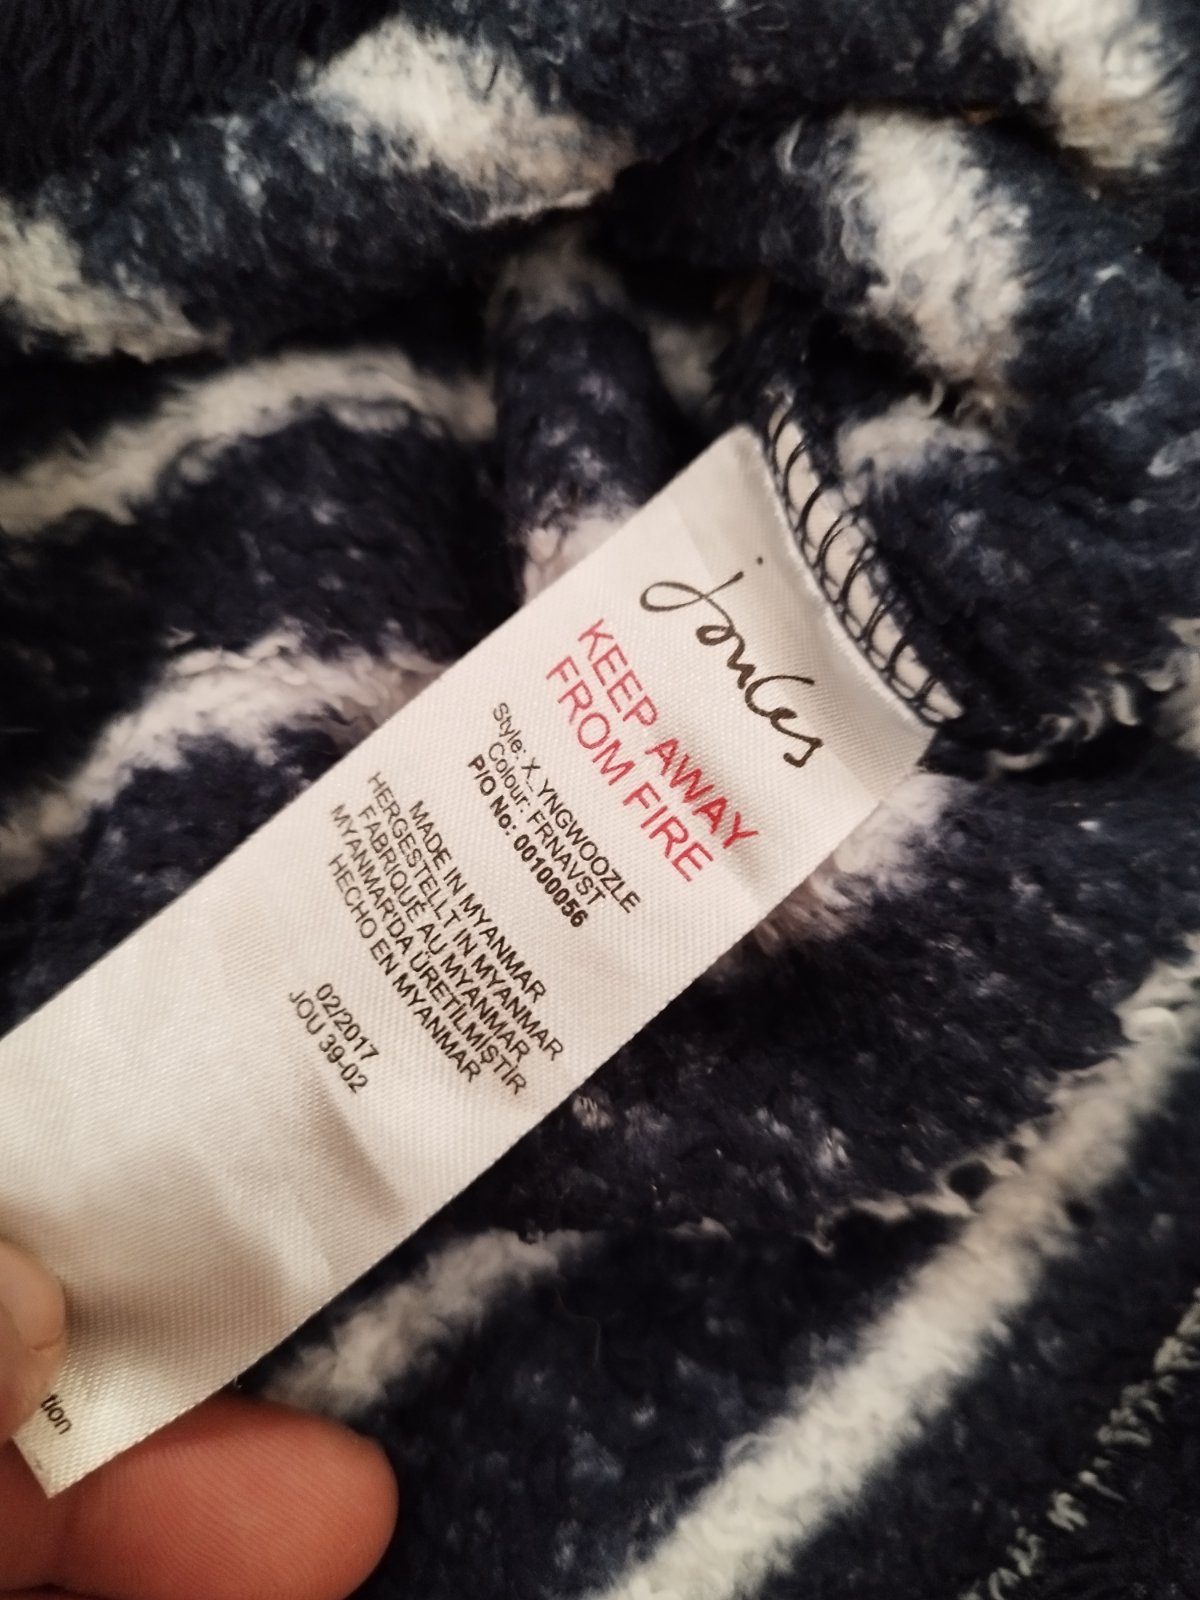 joules
KEEP AWAY
FROM FIRE
Style: X_YNGWOOZLE
Colour: FRNAVST
P/O No: 00100056
MADE IN MYANMAR
HERGESTELLT IN MYANMAR
FABRIQUÉ AU MYANMAR
MYANMAR'DA ÜRETİLMİŞTİR
HECHO EN MYANMAR
02/2017
JOU 39-02
tion